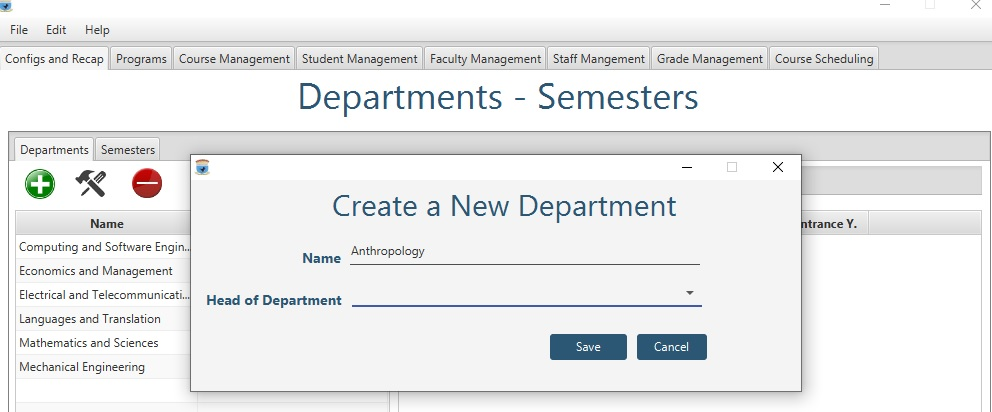 File Edit Help
Configs and Recap Programs Course Management Student Management Faculty Management Staff Mangement Grade Management Course Scheduling
Departments - Semesters
Departments Semesters
Create a New Department
Name
ntrance Y.
Name Anthropology
Computing and Software Engin..
Economics and Management
Electrical and Telecommunicati...
Head of Department
Languages and Translation
Mathematics and Sciences
Save Cancel
Mechanical Engineering